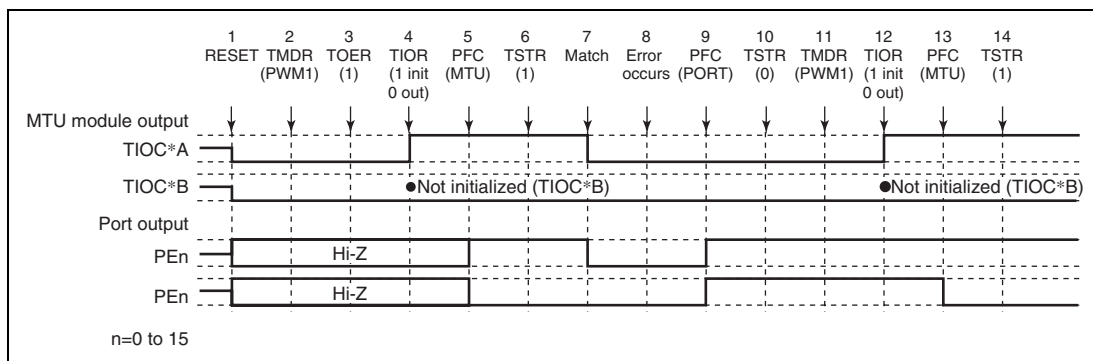 1 2 3 4 5 6 7 8 9 10 11 12 13 14
RESET TMDR TOER TIOR PFC TSTR Match Error PFC TSTR TMDR TIOR PFC TSTR
(PWM1) (1) (1 init (MTU) (1) occurs (PORT) (0) (PWM1) (1 init (MTU) (1)
0 out) 0 out)
MTU module output
TIOC*A
TIOC*B ●Not initialized (TIOC*B) ●Not initialized (TIOC*B)
Port output
PEn Hi-Z
PEn Hi-Z
n=0 to 15